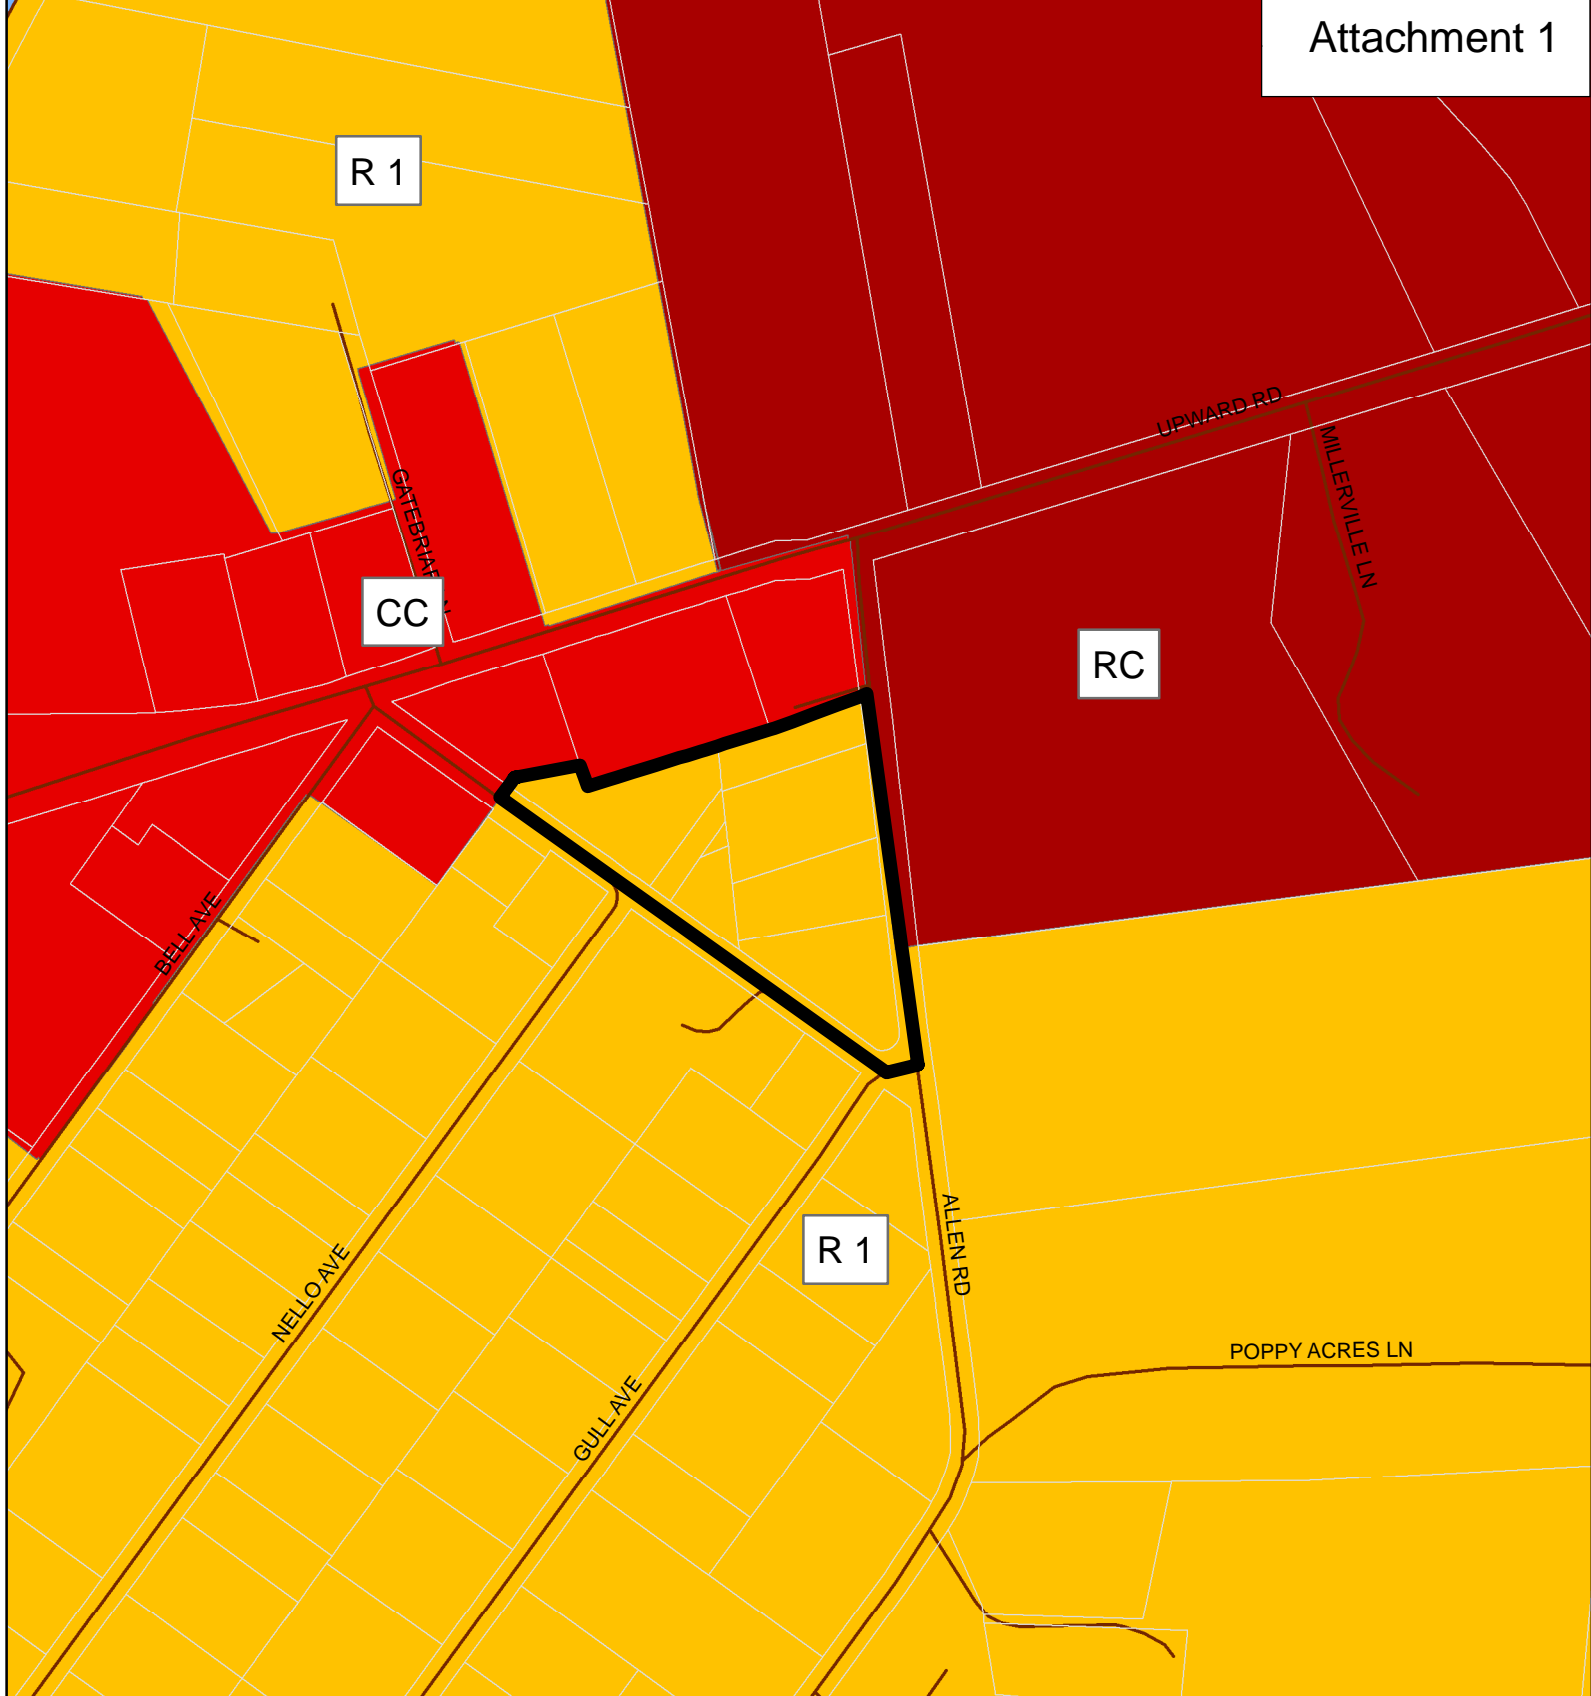 Attachment 1
R 1
UPWARD RD
MILLERVILLE LN
GATEBRIAR LN
CC
RC
BELL AVE
R 1
ALLEN RD
NELLO AVE
POPPY ACRES LN
GULL AVE